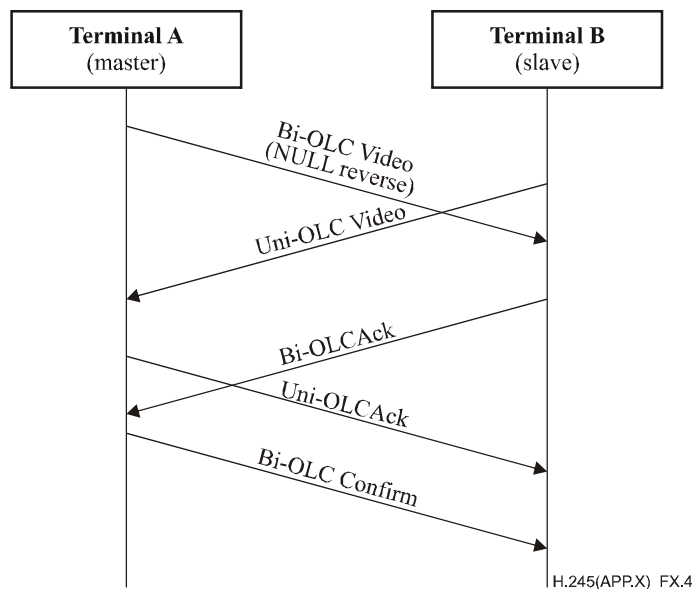 Terminal A
(master)
Terminal B
(slave)
Bi-OLC Video
(NULL reverse)
Uni-OLC Video
Bi-OLCAck
Uni-OLCAck
Bi-OLC Confirm
H.245(APP.X)_FX.4